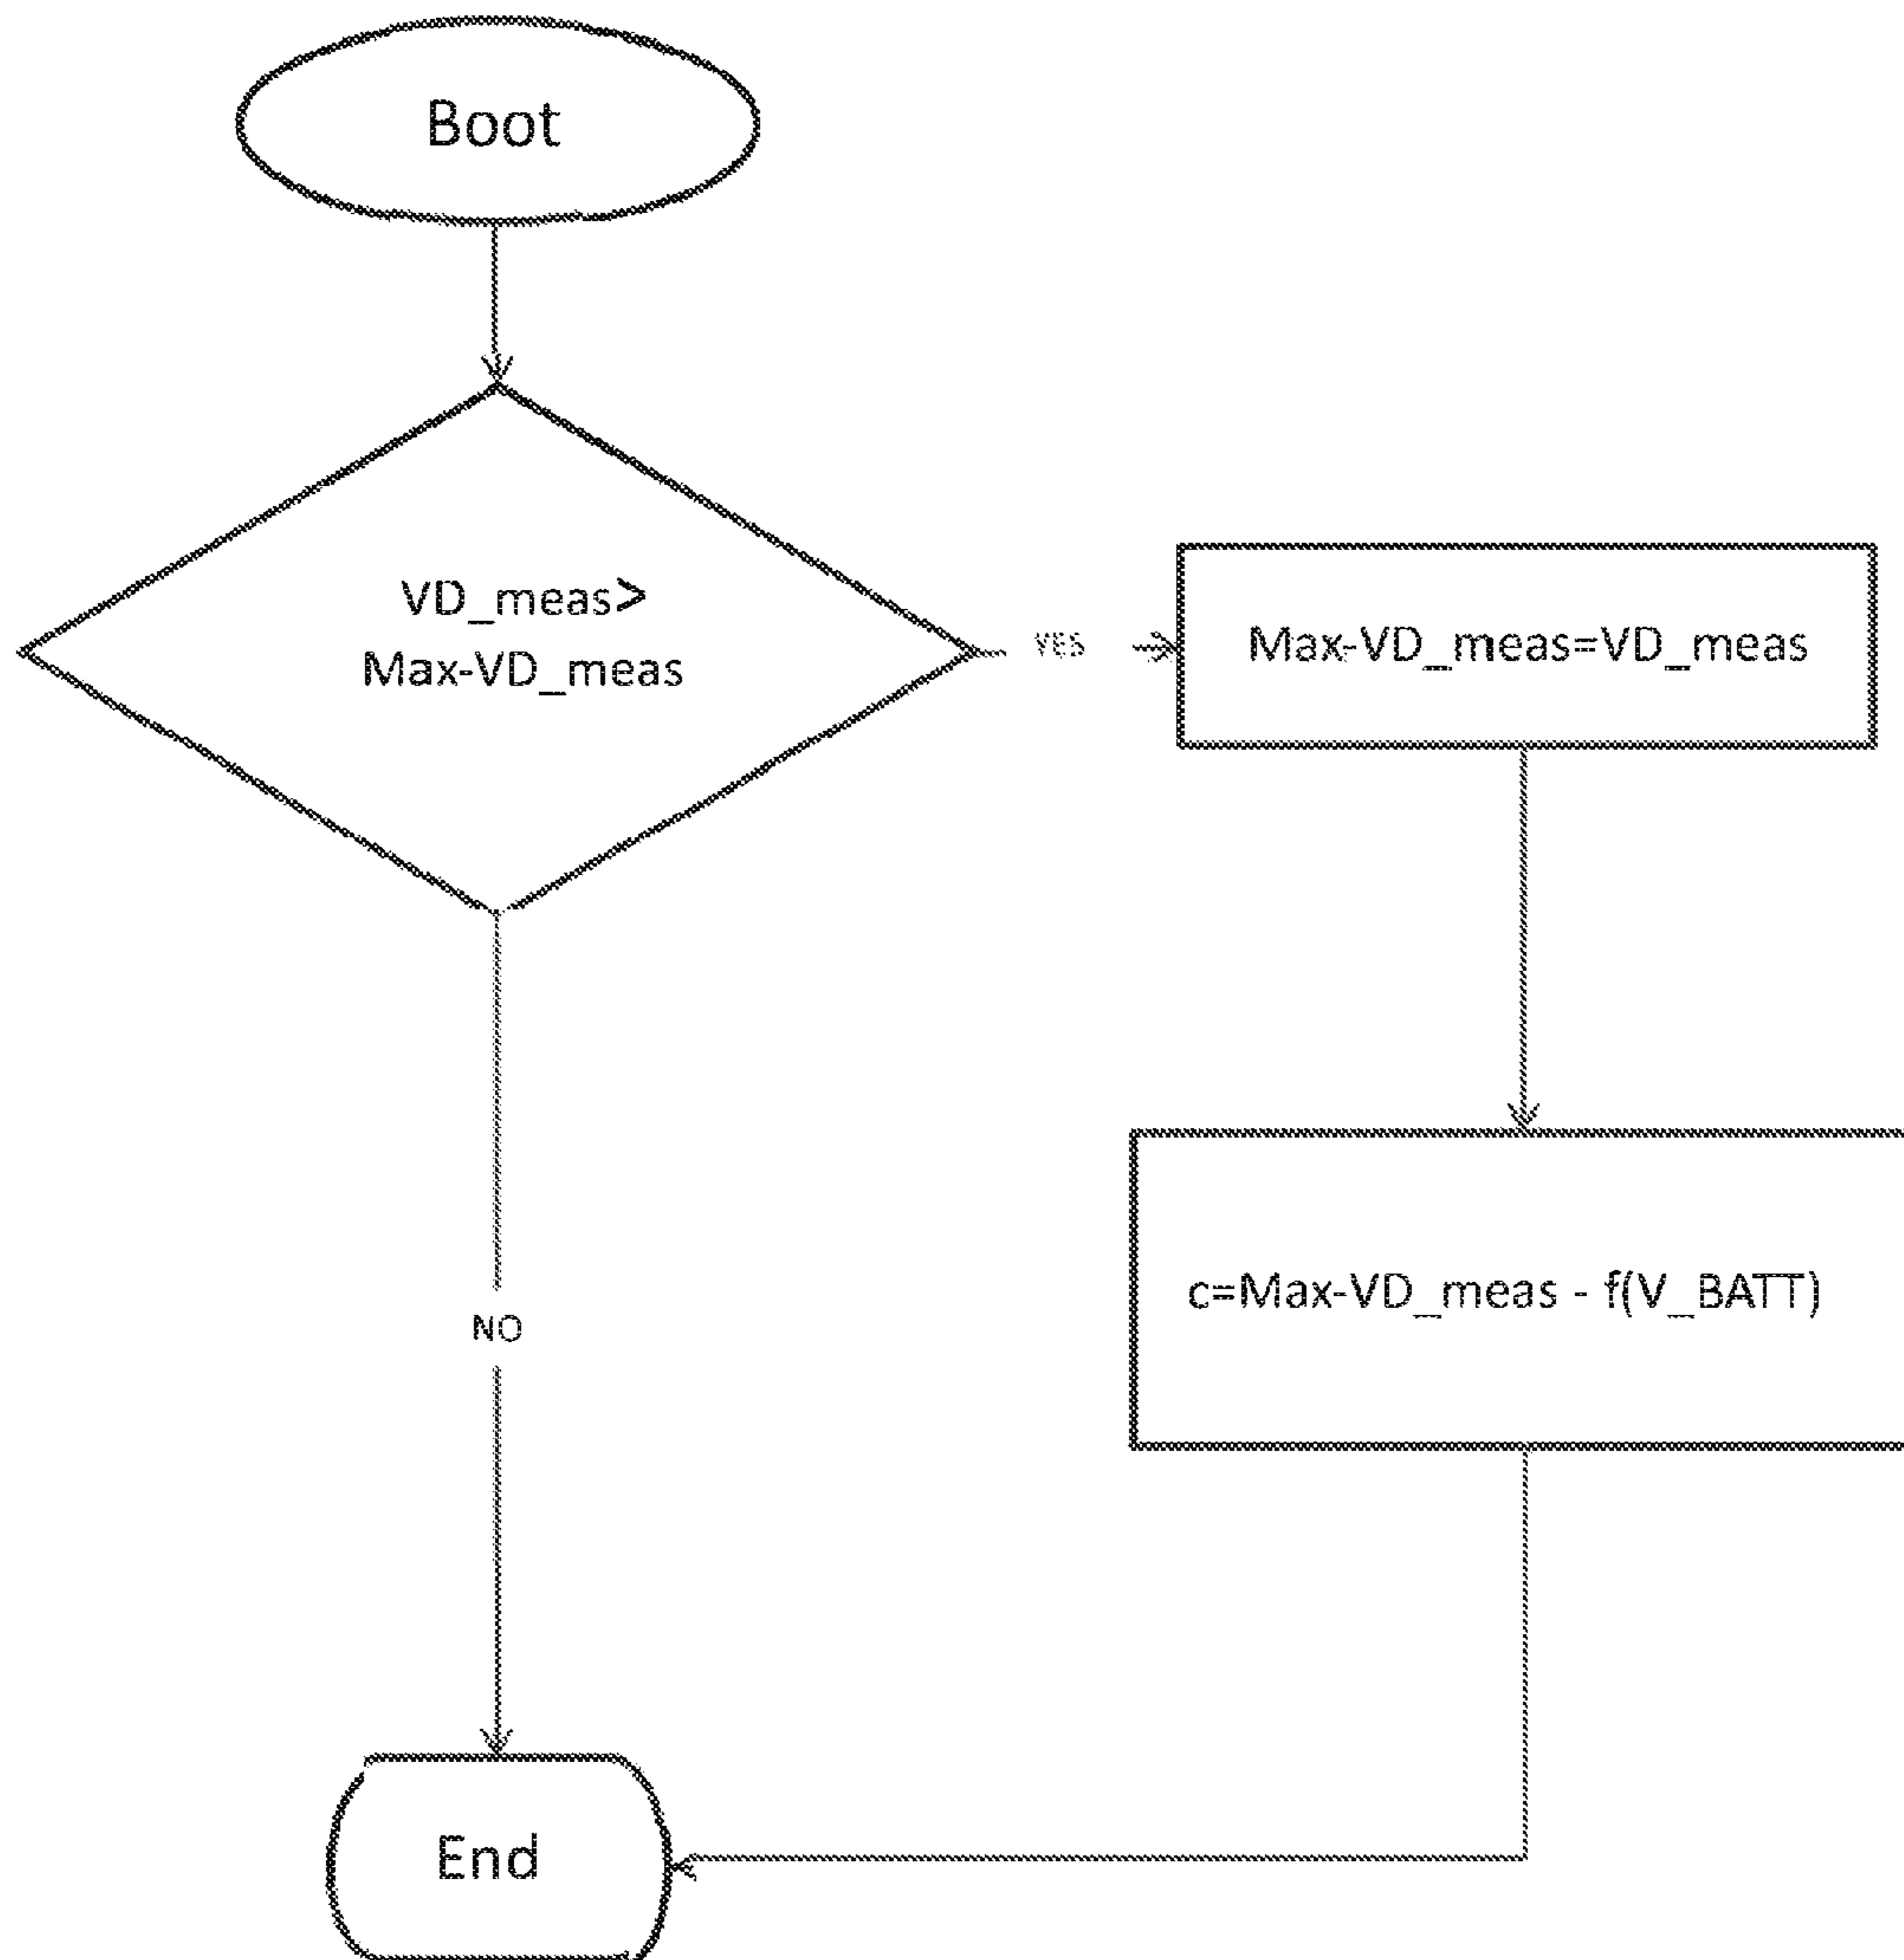 Boot
VD_meas>
Max-VD_meas
YES
Max-VD_meas=VD_meas
c=Max-VD_meas - f(V_BATT)
NO
End